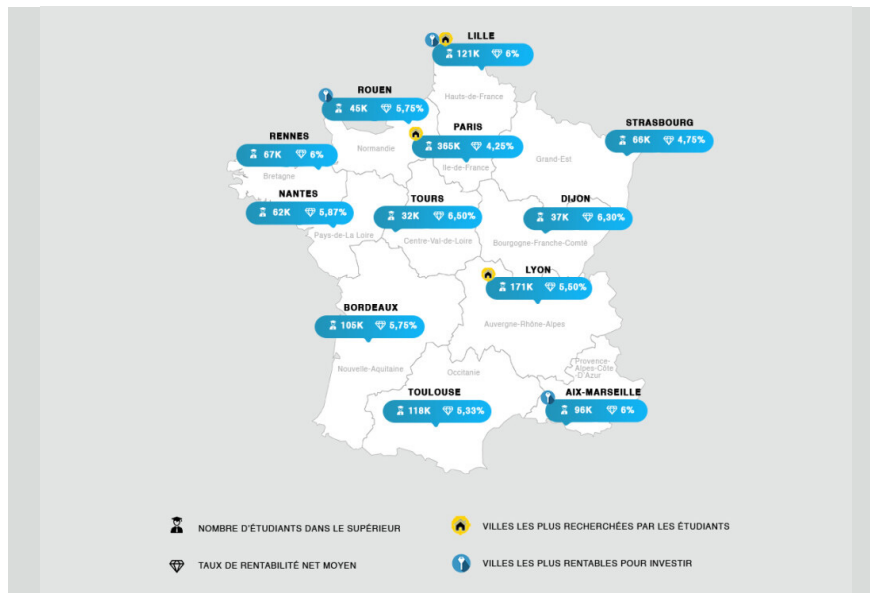 LILLE
121K 6%
Hauts-de-France
ROUEN
45K 5,75%
Normandie
PARIS
365K 4,25%
Ile-de-France
STRASBOURG
66K 4,75%
Grand-Est
RENNES
67K 6%
Bretagne
NANTES
62K 5,87%
Pays-de-La Loire
TOURS
32K 6,50%
Centre-Val-de-Loire
DIJON
37K 6,30%
Bourgogne-Franche-Comté
LYON
171K 5,50%
Auvergne-Rhône-Alpes
BORDEAUX
105K 5,75%
Nouvelle-Aquitaine
Occitanie
Provence-
Alpes-Côte
-D'Azur
TOULOUSE
118K 5,33%
AIX-MARSEILLE
96K 6%
NOMBRE D'ÉTUDIANTS DANS LE SUPÉRIEUR
VILLES LES PLUS RECHERCHÉES PAR LES ÉTUDIANTS
TAUX DE RENTABILITÉ NET MOYEN
VILLES LES PLUS RENTABLES POUR INVESTIR